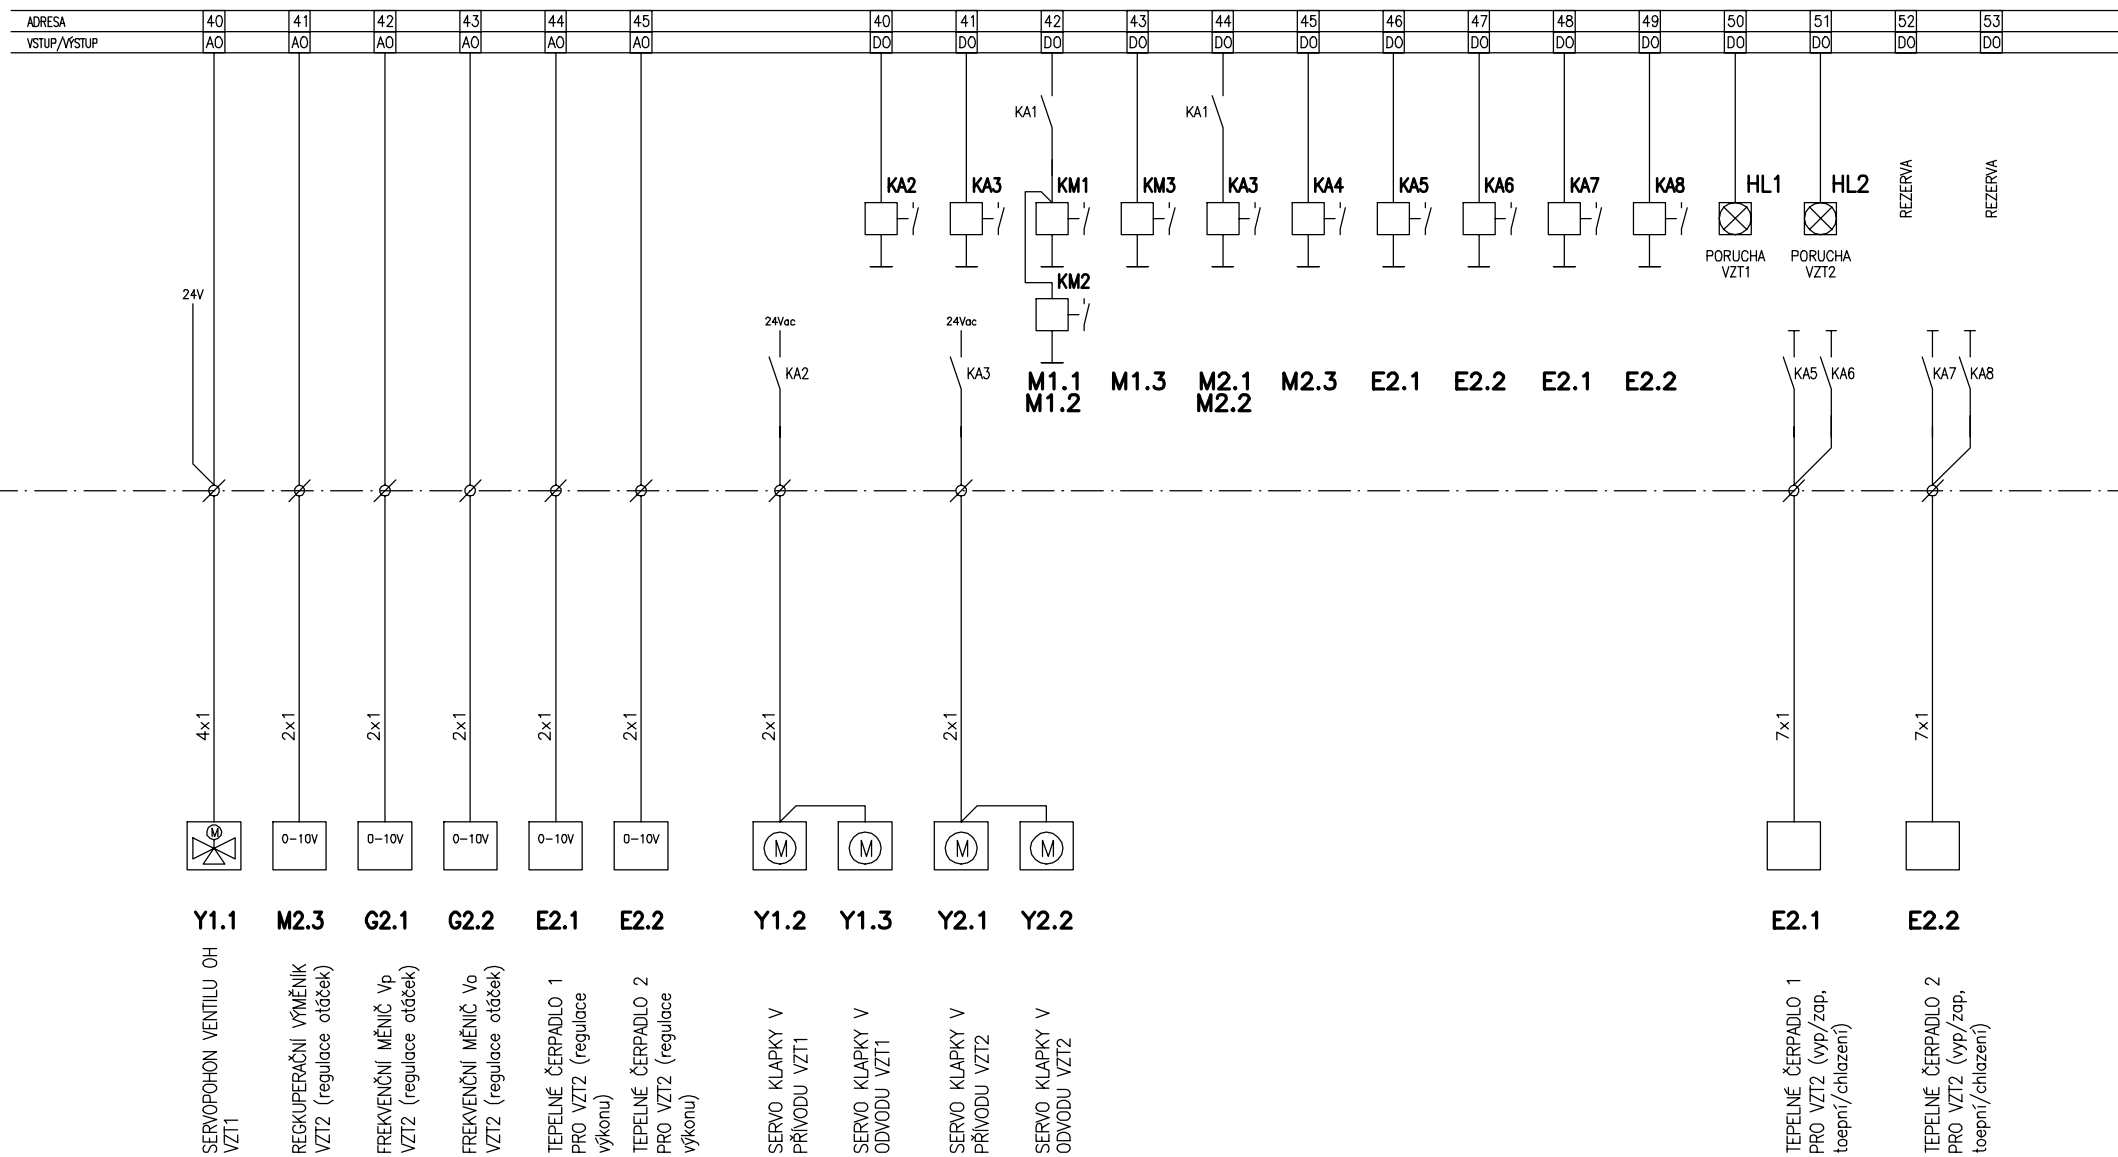 ADRESA 40 41 42 43 44 45 40 41 42 43 44 45 46 47 48 49 50 51 52 53
VSTUP/VÝSTUP AO AO AO AO AO AO DO DO DO DO DO DO DO DO DO DO DO DO DO DO
KA1 KA1
KA2 KA3 KM1 KM3 KA3 KA4 KA5 KA6 KA7 KA8 HL1 HL2
REZERVA
REZERVA
PORUCHA
VZT1
PORUCHA
VZT2
KM2
24V
24Vac 24Vac
KA2 KA3 KA5 KA6 KA7 KA8
M1.1
M1.2
M1.3
M2.1
M2.2
M2.3 E2.1 E2.2 E2.1 E2.2
4x1 2x1 2x1 2x1 2x1 2x1 2x1 2x1 7x1 7x1
M
0-10V 0-10V 0-10V 0-10V 0-10V
M M M M
Y1.1 M2.3 G2.1 G2.2 E2.1 E2.2 Y1.2 Y1.3 Y2.1 Y2.2 E2.1 E2.2
SERVOPOHON VENTILU OH
VZT1
REGKUPERAČNÍ VÝMĚNÍK
VZT2 (regulace otáček)
FREKVENČNÍ MĚNIČ Vp
VZT2 (regulace otáček)
FREKVENČNÍ MĚNIČ Vo
VZT2 (regulace otáček)
TEPELNÉ ČERPADLO 1
PRO VZT2 (regulace
výkonu)
TEPELNÉ ČERPADLO 2
PRO VZT2 (regulace
výkonu)
SERVO KLAPKY V
PŘÍVODU VZT1
SERVO KLAPKY V
ODVODU VZT1
SERVO KLAPKY V
PŘÍVODU VZT2
SERVO KLAPKY V
ODVODU VZT2
TEPELNÉ ČERPADLO 1
PRO VZT2 (vyp/zap,
toepní/chlazení)
TEPELNÉ ČERPADLO 2
PRO VZT2 (vyp/zap,
toepní/chlazení)